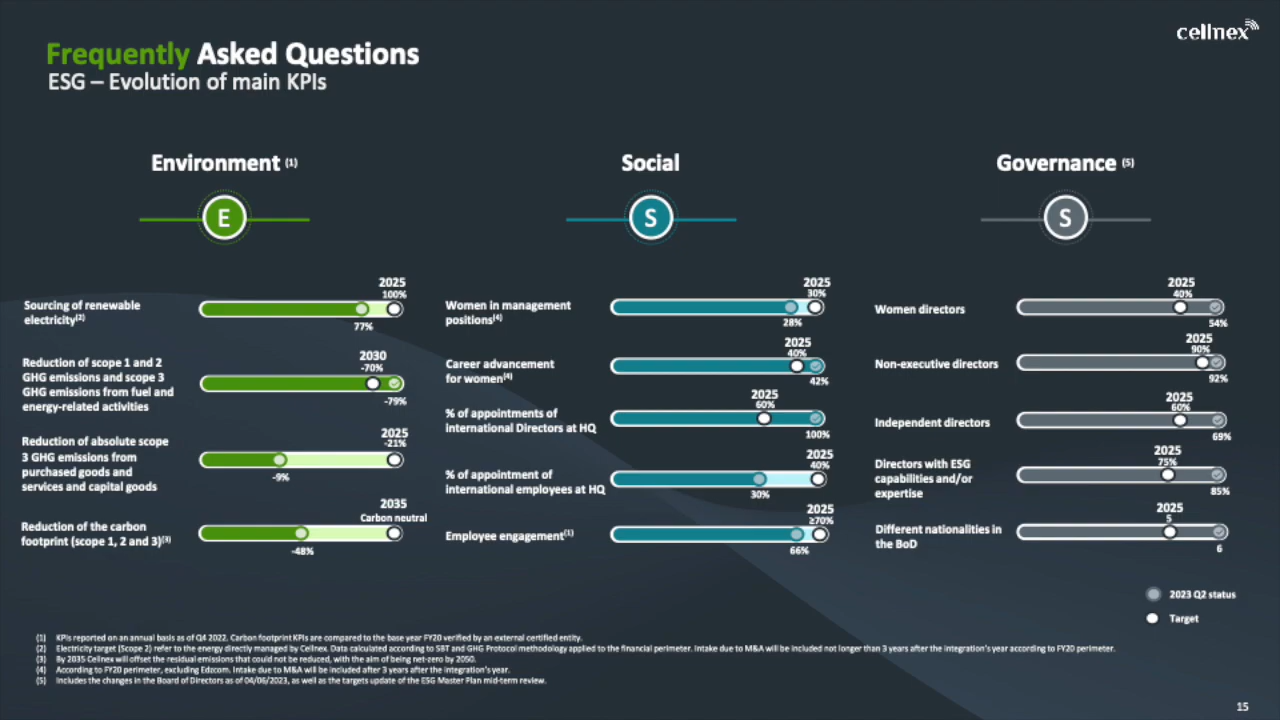 cellnex
Frequently Asked Questions
ESG – Evolution of main KPIs
Environment (1)
E
Sourcing of renewable
electricity(2)
2025
100%
77%
Reduction of scope 1 and 2
GHG emissions and scope 3
GHG emissions from fuel and
energy-related activities
2030
-70%
-79%
Reduction of absolute scope
3 GHG emissions from
purchased goods and
services and capital goods
2025
-21%
-9%
Reduction of the carbon
footprint (scope 1, 2 and 3)(3)
2035
Carbon neutral
-48%
Social
S
Women in management
positions(4)
2025
30%
28%
Career advancement
for women(4)
2025
40%
42%
% of appointments of
international Directors at HQ
2025
60%
100%
% of appointment of
international employees at HQ
2025
40%
30%
Employee engagement(1)
2025
≥70%
66%
Governance (5)
S
Women directors
2025
40%
54%
Non-executive directors
2025
90%
92%
Independent directors
2025
60%
69%
Directors with ESG
capabilities and/or
expertise
2025
75%
85%
Different nationalities in
the BoD
2025
5
6
2023 Q2 status
Target
(1) KPIs reported on an annual basis as of Q4 2022. Carbon footprint KPIs are compared to the base year FY20 verified by an external certified entity.
(2) Electricity target (Scope 2) refer to the energy directly managed by Cellnex. Data calculated according to SBT and GHG Protocol methodology applied to the financial perimeter. Intake due to M&A will be included not longer than 3 years after the integration's year according to FY20 perimeter.
(3) By 2035 Cellnex will offset the residual emissions that could not be reduced, with the aim of being net-zero by 2050.
(4) According to FY20 perimeter, excluding Edzcom. Intake due to M&A will be included after 3 years after the integration's year.
(5) Includes the changes in the Board of Directors as of 04/06/2023, as well as the targets update of the ESG Master Plan mid-term review.
15